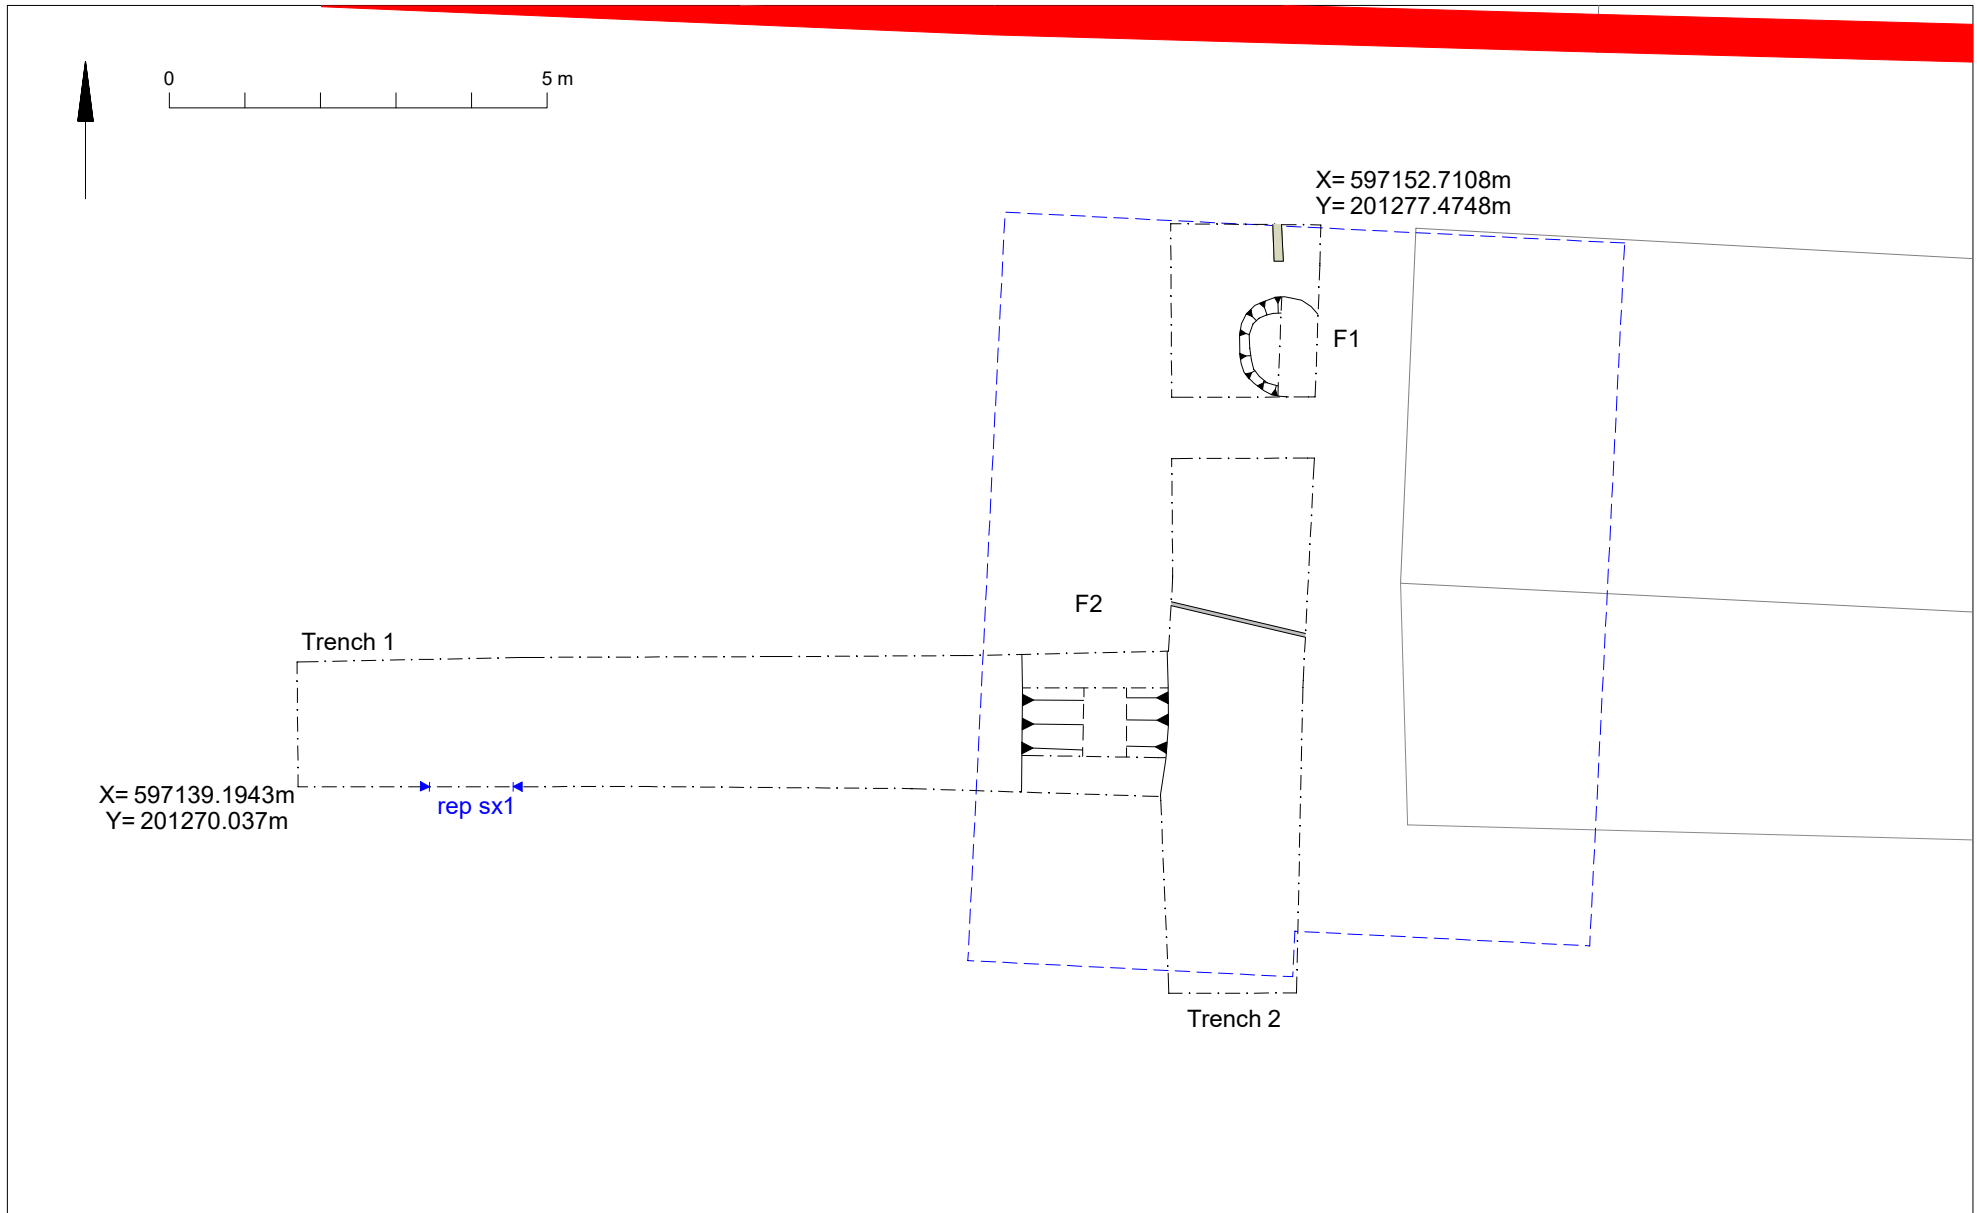 0 5 m
X= 597152.7108m
Y= 201277.4748m
F1
F2
Trench 1
X= 597139.1943m
Y= 201270.037m
rep sx1
Trench 2